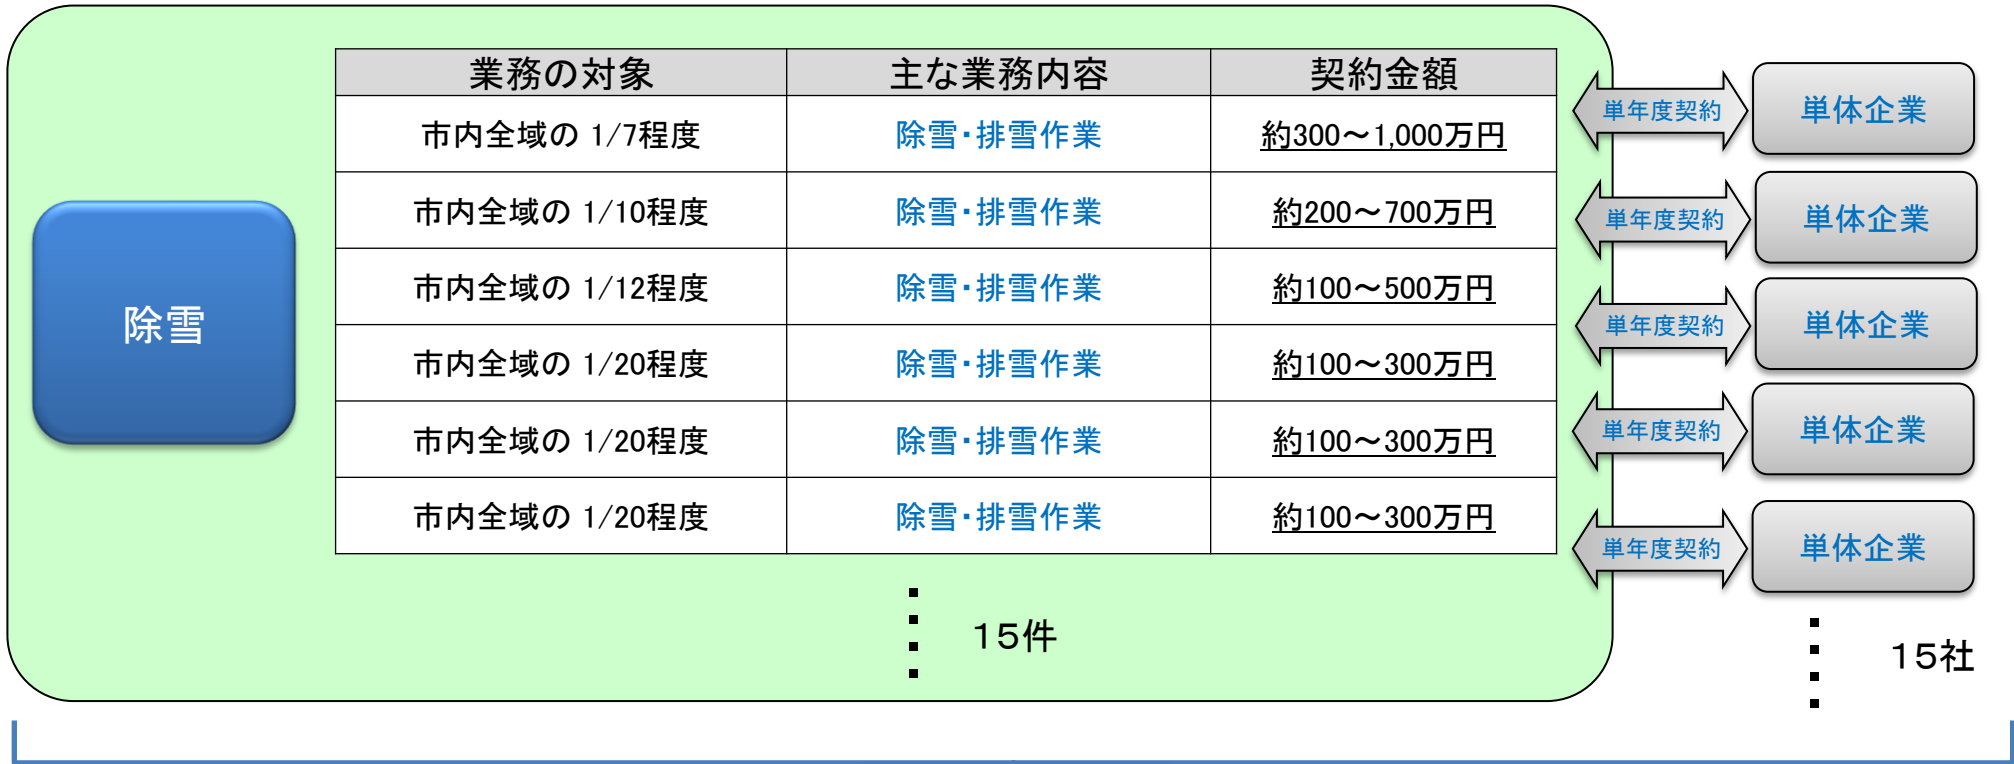 業務の対象 主な業務内容 契約金額
市内全域の 1/7程度 除雪・排雪作業 約300～1,000万円 単年度契約 単体企業
市内全域の 1/10程度 除雪・排雪作業 約200～700万円 単年度契約 単体企業
市内全域の 1/12程度 除雪・排雪作業 約100～500万円 単年度契約 単体企業
除雪
市内全域の 1/20程度 除雪・排雪作業 約100～300万円
市内全域の 1/20程度 除雪・排雪作業 約100～300万円 単年度契約 単体企業
市内全域の 1/20程度 除雪・排雪作業 約100～300万円 単年度契約 単体企業
15件
15社